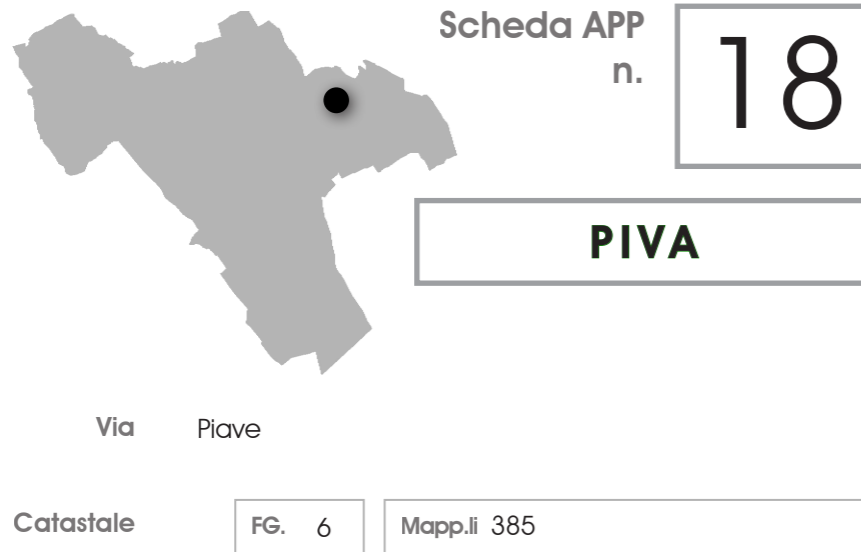 Scheda APP
n.
18
PIVA
Via Piave
Catastale FG. 6 Mapp.li 385